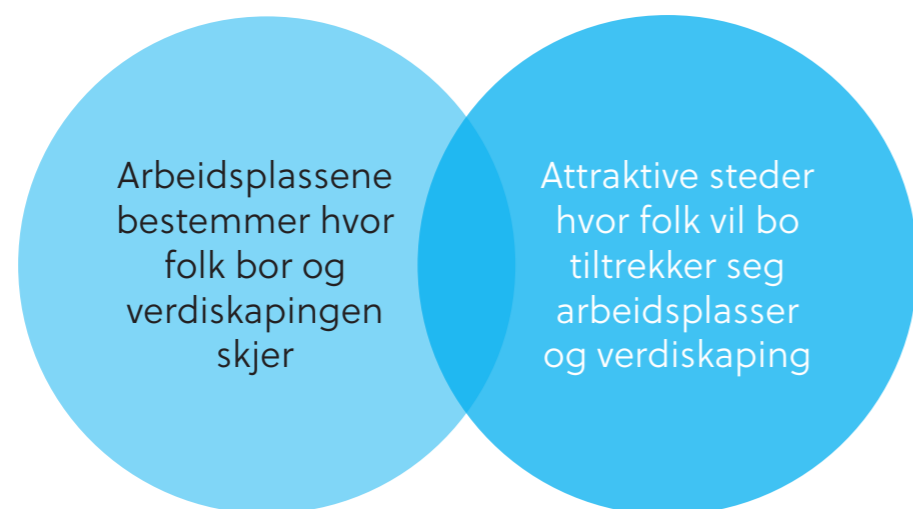 Arbeidsplassene
bestemmer hvor
folk bor og
verdiskapingen
skjer
Attraktive steder
hvor folk vil bo
tiltrekker seg
arbeidsplasser
og verdiskaping